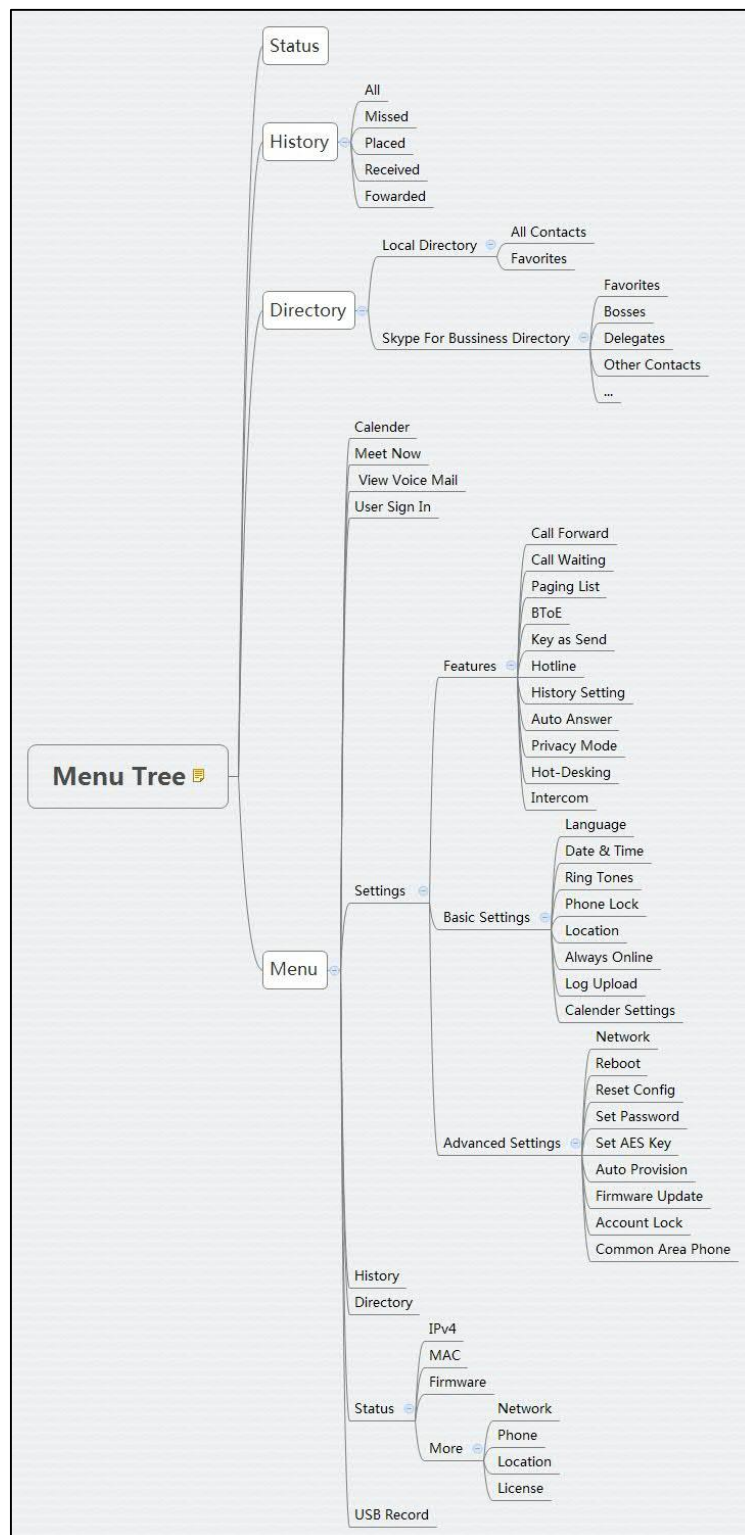 Status
History
All
Missed
Placed
Received
Fowarded
Directory
Local Directory
All Contacts
Favorites
Skype For Bussiness Directory
Favorites
Bosses
Delegates
Other Contacts
...
Menu Tree
Menu
Calender
Meet Now
View Voice Mail
User Sign In
Settings
Features
Call Forward
Call Waiting
Paging List
BToE
Key as Send
Hotline
History Setting
Auto Answer
Privacy Mode
Hot-Desking
Intercom
Basic Settings
Language
Date & Time
Ring Tones
Phone Lock
Location
Always Online
Log Upload
Calender Settings
Advanced Settings
Network
Reboot
Reset Config
Set Password
Set AES Key
Auto Provision
Firmware Update
Account Lock
Common Area Phone
History
Directory
Status
IPv4
MAC
Firmware
More
Network
Phone
Location
License
USB Record